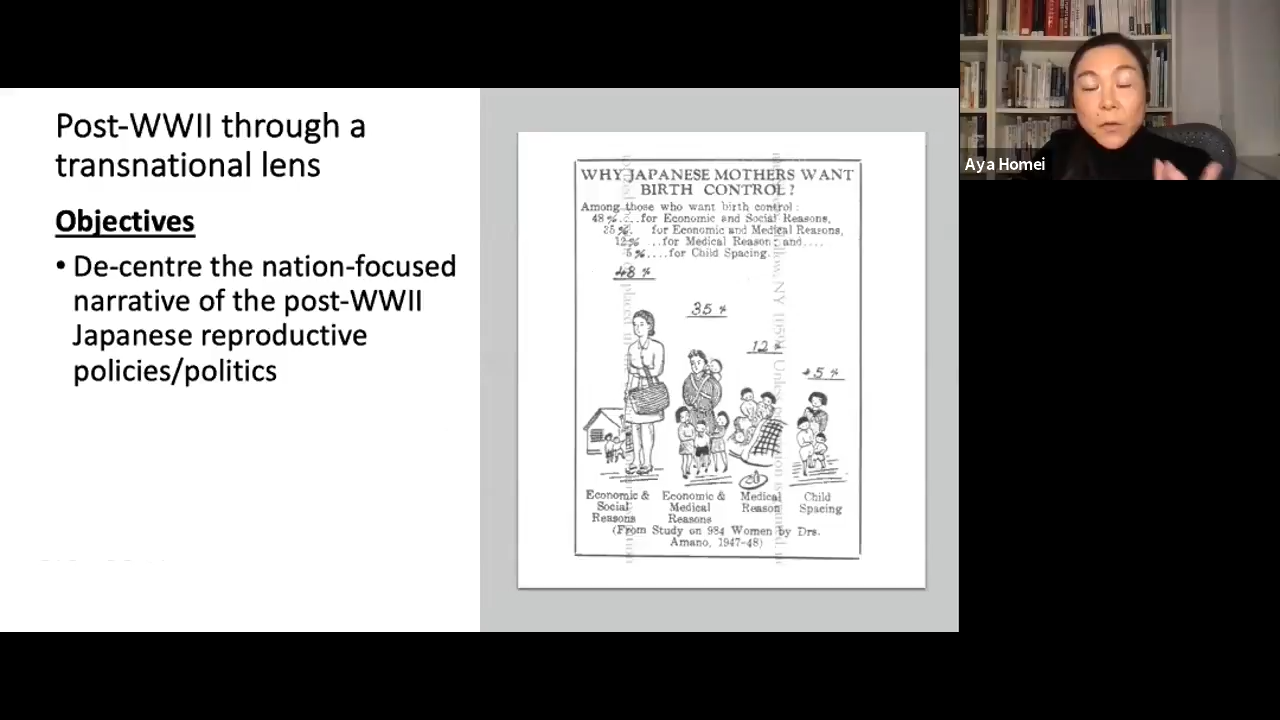 Post-WWII through a
transnational lens
Objectives
• De-centre the nation-focused
narrative of the post-WWII
Japanese reproductive
policies/politics
WHY JAPANESE MOTHERS WANT
BIRTH CONTROL?
Among those who want birth control:
48%....for Economic and Social Reasons,
for Economic and Medical Reasons,
12% ...for Medical Reason; and....
5%....for Child Spacing.
48%
35%
12%
5%
Economic &
Social
Reasons
Economic &
Medical
Reasons
Medical
Reason
Child
Spacing
(From Study on 984 Women by Drs.
Amano, 1947-48)
Aya Homei